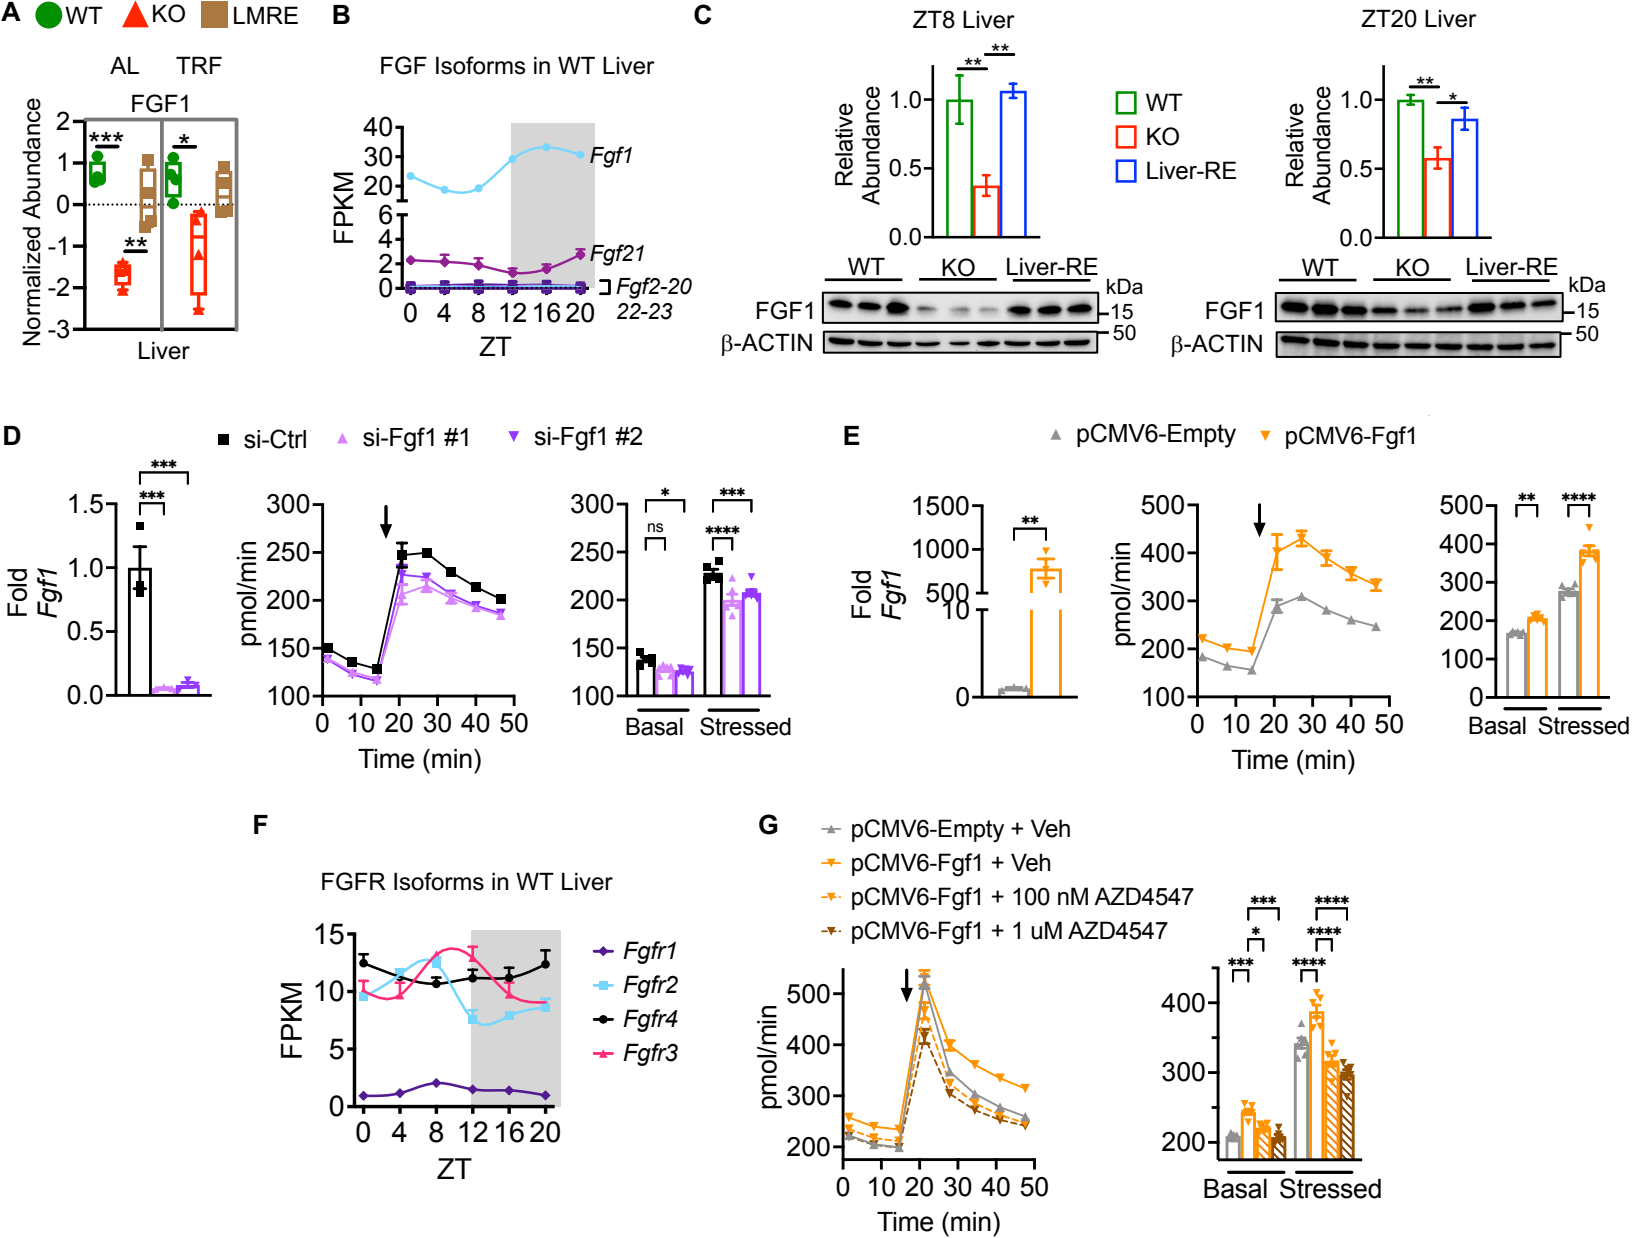 A
WT
KO
LMRE
AL
TRF
FGF1
Normalized Abundance
2
1
0
-1
-2
-3
***
*
**
Liver
B
FGF Isoforms in WT Liver
FPKM
40
30
20
6
4
2
0
Fgf1
Fgf21
Fgf2-20
22-23
0 4 8 12 16 20
ZT
C
ZT8 Liver
Relative
Abundance
1.0
0.5
0.0
** **
WT
KO
Liver-RE
ZT20 Liver
Relative
Abundance
1.0
0.5
0.0
** *
WT KO Liver-RE
kDa
FGF1
15
50
β-ACTIN
WT KO Liver-RE
kDa
FGF1
15
50
β-ACTIN
D
si-Ctrl
si-Fgf1 #1
si-Fgf1 #2
Fold
Fgf1
1.5
1.0
0.5
0.0
***
***
pmol/min
300
250
200
150
100
0 10 20 30 40 50
Time (min)
300
250
200
150
100
*
ns
***
****
Basal Stressed
E
pCMV6-Empty
pCMV6-Fgf1
Fold
Fgf1
1500
1000
500
10
0
**
pmol/min
500
400
300
200
100
0 10 20 30 40 50
Time (min)
500
400
300
200
100
0
** ****
Basal Stressed
F
FGFR Isoforms in WT Liver
FPKM
15
10
5
0
0 4 8 12 16 20
ZT
Fgfr1
Fgfr2
Fgfr4
Fgfr3
G
pCMV6-Empty + Veh
pCMV6-Fgf1 + Veh
pCMV6-Fgf1 + 100 nM AZD4547
pCMV6-Fgf1 + 1 uM AZD4547
pmol/min
500
400
300
200
0 10 20 30 40 50
Time (min)
400
300
200
*** ****
* ****
*** ****
Basal Stressed